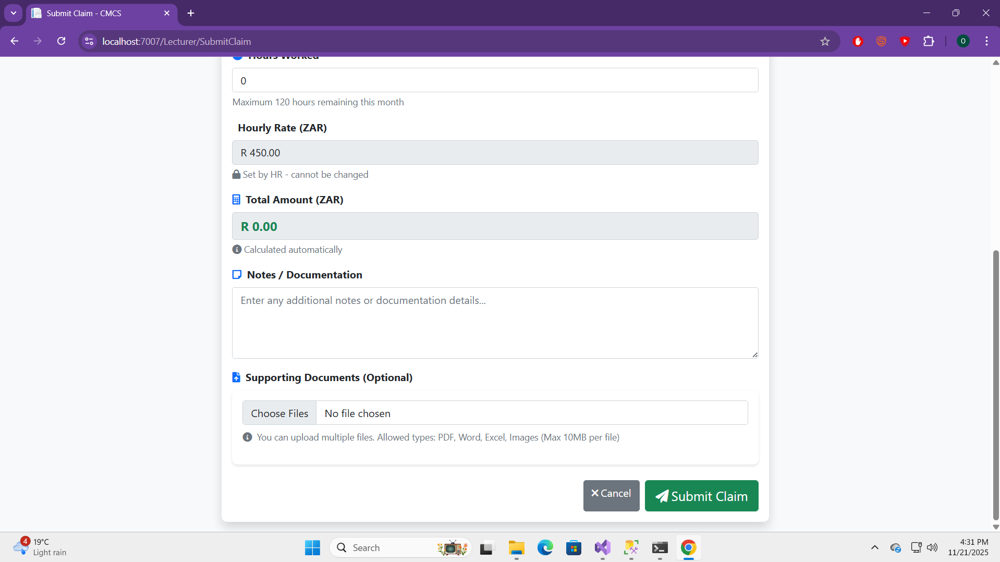 Submit Claim - CMCS
localhost:7007/Lecturer/SubmitClaim
O
Hours Worked
0
Maximum 120 hours remaining this month
Hourly Rate (ZAR)
R 450.00
Set by HR - cannot be changed
Total Amount (ZAR)
R 0.00
Calculated automatically
Notes / Documentation
Enter any additional notes or documentation details...
Supporting Documents (Optional)
Choose Files No file chosen
You can upload multiple files. Allowed types: PDF, Word, Excel, Images (Max 10MB per file)
Cancel
Submit Claim
4
19°C
Light rain
Search
4:31 PM
11/21/2025